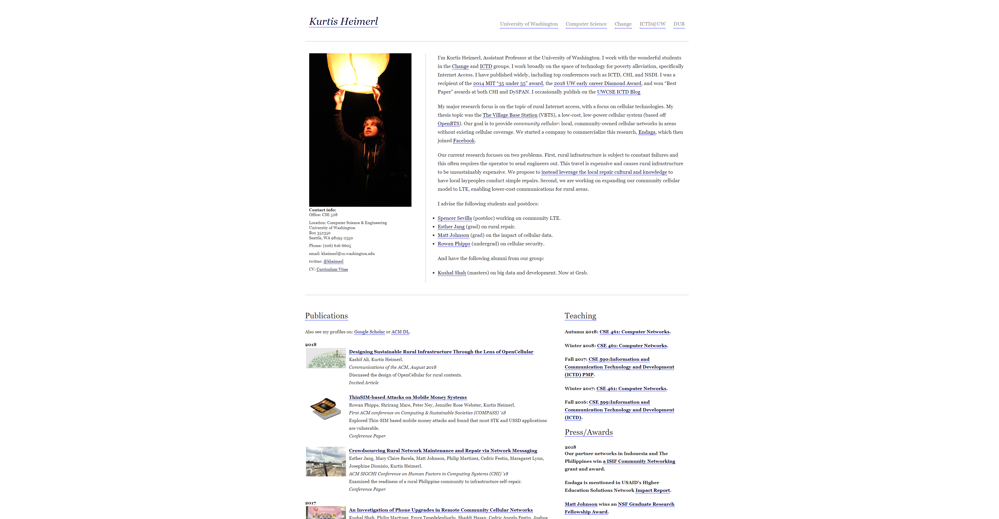 Kurtis Heimerl
University of Washington
Computer Science
Change
ICTD@UW
DUB
Contact info:
Office: CSE 528
Location: Computer Science & Engineering
University of Washington
Box 352350
Seattle, WA 98195-2350
Phone: (206) 616-6605
email: kheimerl@cs.washington.edu
twitter: @kheimerl
CV: Curriculum Vitae
I'm Kurtis Heimerl, Assistant Professor at the University of Washington. I work with the wonderful students
in the Change and ICTD groups. I work broadly on the space of technology for poverty alleviation, specifically
Internet Access. I have published widely, including top conferences such as ICTD, CHI, and NSDI. I was a
recipient of the 2014 MIT “35 under 35” award, the 2018 UW early career Diamond Award, and won “Best
Paper” awards at both CHI and DySPAN. I occasionally publish on the UWCSE ICTD Blog
My major research focus is on the topic of rural Internet access, with a focus on cellular technologies. My
thesis topic was the The Village Base Station (VBTS), a low-cost, low-power cellular system (based off
OpenBTS). Our goal is to provide community cellular: local, community-owned cellular networks in areas
without existing cellular coverage. We started a company to commercialize this research, Endaga, which then
joined Facebook.
Our current research focuses on two problems. First, rural infrastructure is subject to constant failures and
this often requires the operator to send engineers out. This travel is expensive and causes rural infrastructure
to be unsustainably expensive. We propose to instead leverage the local repair cultural and knowledge to
have local laypeoples conduct simple repairs. Second, we are working on expanding our community cellular
model to LTE, enabling lower-cost communications for rural areas.
I advise the following students and postdocs:
• Spencer Sevilla (postdoc) working on community LTE.
• Esther Jang (grad) on rural repair.
• Matt Johnson (grad) on the impact of cellular data.
• Rowan Phipps (undergrad) on cellular security.
And have the following alumni from our group:
• Kushal Shah (masters) on big data and development. Now at Grab.
Publications
Also see my profiles on: Google Scholar or ACM DL.
2018
Designing Sustainable Rural Infrastructure Through the Lens of OpenCellular
Kashif Ali, Kurtis Heimerl.
Communications of the ACM, August 2018
Discussed the design of OpenCellular for rural contexts.
Invited Article
ThinSIM-based Attacks on Mobile Money Systems
Rowan Phipps, Shrirang Mare, Peter Ney, Jennifer Rose Webster, Kurtis Heimerl.
First ACM conference on Computing & Sustainable Societies (COMPASS) '18
Explored Thin-SIM based mobile money attacks and found that most STK and USSD applications
are vulnerable.
Conference Paper
Crowdsourcing Rural Network Maintenance and Repair via Network Messaging
Esther Jang, Mary Claire Barela, Matt Johnson, Philip Martinez, Cedric Festin, Maragaret Lynn,
Josephine Dionisio, Kurtis Heimerl.
ACM SIGCHI Conference on Human Factors in Computing Systems (CHI) '18
Examined the readiness of a rural Philippine community to infrastructure self-repair.
Conference Paper
2017
An Investigation of Phone Upgrades in Remote Community Cellular Networks
Kushal Shah, Philip Martinez, Emre Tepedelenlioglu, Shaddi Hasan, Cedric Angelo Festin, Joshua
Teaching
Autumn 2018: CSE 461: Computer Networks.
Winter 2018: CSE 461: Computer Networks.
Fall 2017: CSE 590:Information and
Communication Technology and Development
(ICTD) PMP.
Winter 2017: CSE 461: Computer Networks.
Fall 2016: CSE 599:Information and
Communication Technology and Development
(ICTD).
Press/Awards
2018
Our partner networks in Indonesia and The
Philippines win a ISIF Community Networking
grant and award.
Endaga is mentioned in USAID's Higher
Education Solutions Network Impact Report.
Matt Johnson wins an NSF Graduate Research
Fellowship Award.